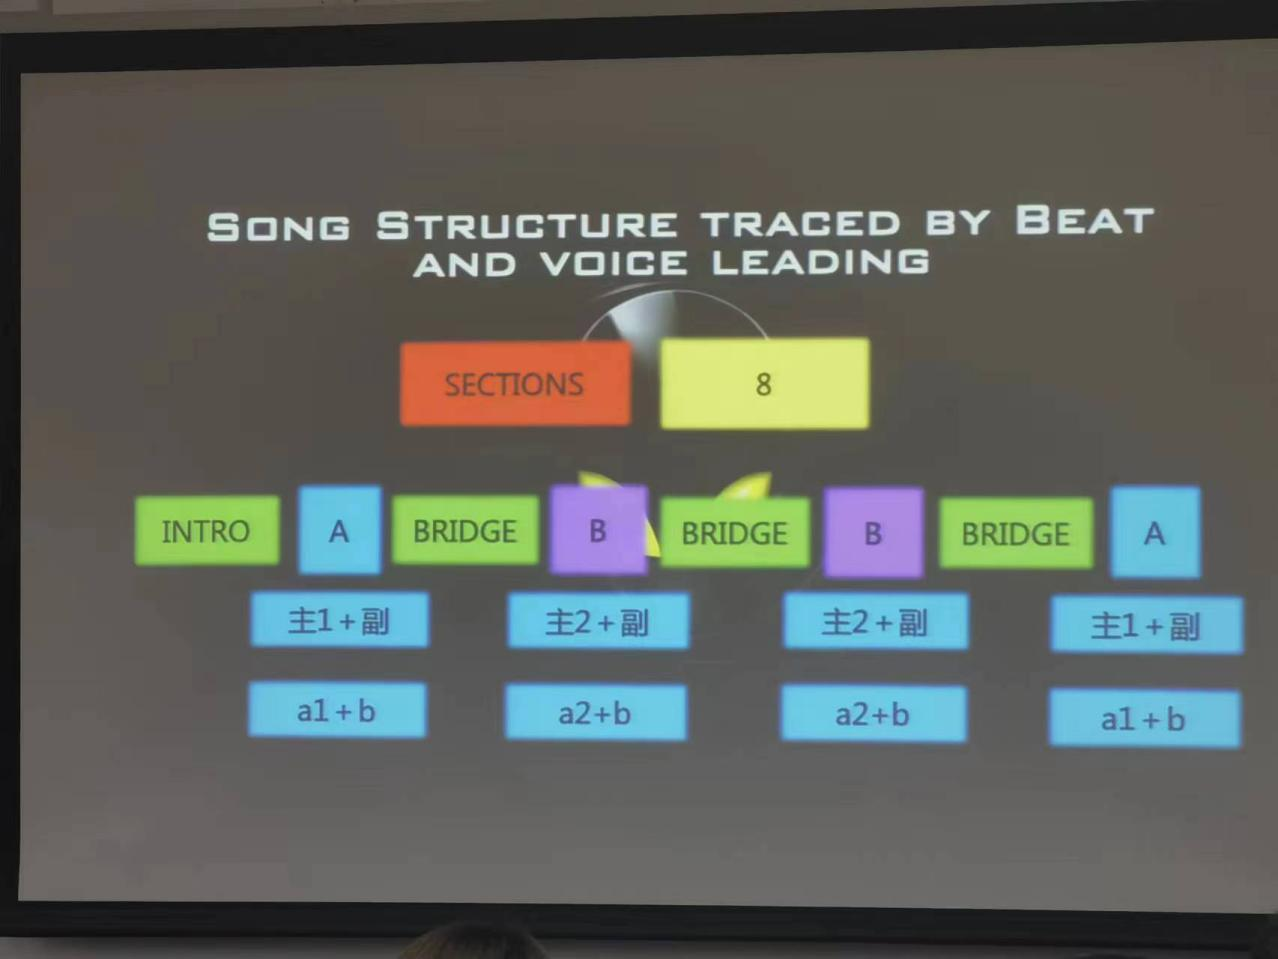 SONG STRUCTURE TRACED BY BEAT
AND VOICE LEADING
SECTIONS 8
INTRO A BRIDGE B BRIDGE B BRIDGE A
主1+副 主2+副 主2+副 主1+副
a1+b a2+b a2+b a1+b